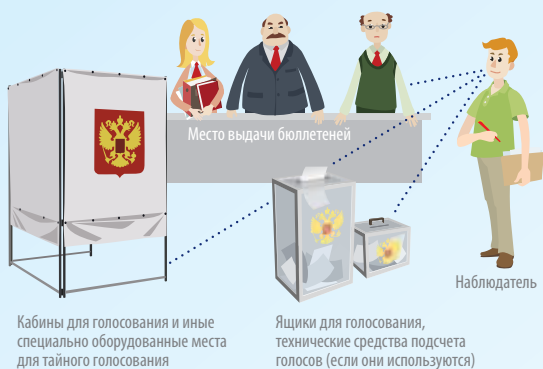 Место выдачи бюллетеней
Наблюдатель
Кабины для голосования и иные
специально оборудованные места
для тайного голосования
Ящики для голосования,
технические средства подсчета
голосов (если они используются)